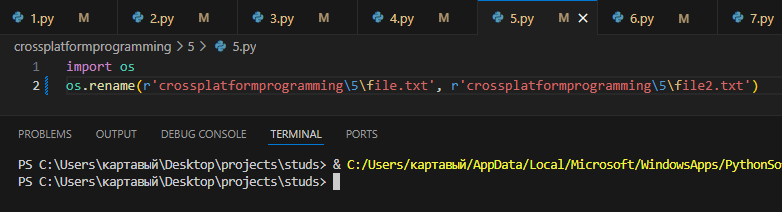 1.py M 2.py M 3.py M 4.py M 5.py M 6.py M 7.py
crossplatformprogramming > 5 > 5.py
1 import os
2 os.rename(r'crossplatformprogramming\5\file.txt', r'crossplatformprogramming\5\file2.txt')
PROBLEMS OUTPUT DEBUG CONSOLE TERMINAL PORTS
PS C:\Users\картавый\Desktop\projects\studs> & C:/Users/картавый/AppData/Local/Microsoft/WindowsApps/PythonSo
PS C:\Users\картавый\Desktop\projects\studs>